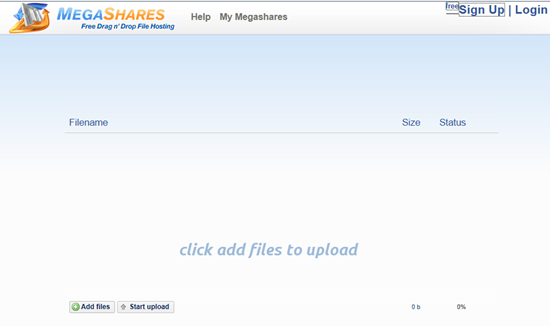 MEGASHARES
Free Drag n' Drop File Hosting
Help My Megashares
free Sign Up | Login
Filename Size Status
click add files to upload
Add files Start upload 0 b 0%